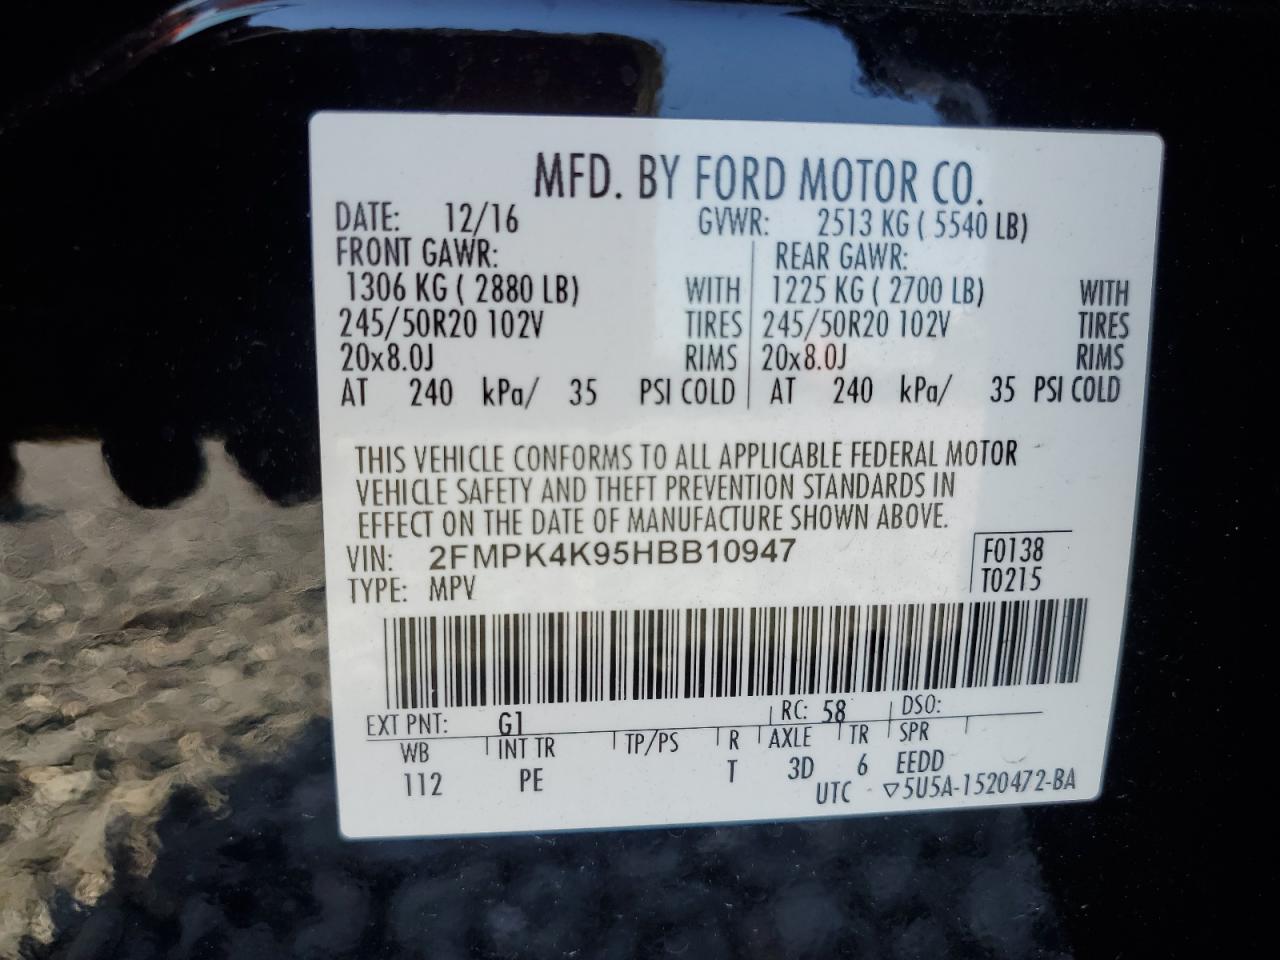 MFD. BY FORD MOTOR CO.
DATE: 12/16 GVWR: 2513 KG ( 5540 LB)
FRONT GAWR: REAR GAWR:
1306 KG ( 2880 LB) WITH 1225 KG ( 2700 LB) WITH
245/50R20 102V TIRES 245/50R20 102V TIRES
20x8.0J RIMS 20x8.0J RIMS
AT 240 kPa/ 35 PSI COLD AT 240 kPa/ 35 PSI COLD
THIS VEHICLE CONFORMS TO ALL APPLICABLE FEDERAL MOTOR
VEHICLE SAFETY AND THEFT PREVENTION STANDARDS IN
EFFECT ON THE DATE OF MANUFACTURE SHOWN ABOVE.
VIN: 2FMPK4K95HBB10947 F0138
TYPE: MPV T0215
EXT PNT: G1 RC: 58 DSO:
WB INT TR TP/PS R AXLE TR SPR
112 PE T 3D 6 EEDD
UTC ▽5U5A-1520472-BA